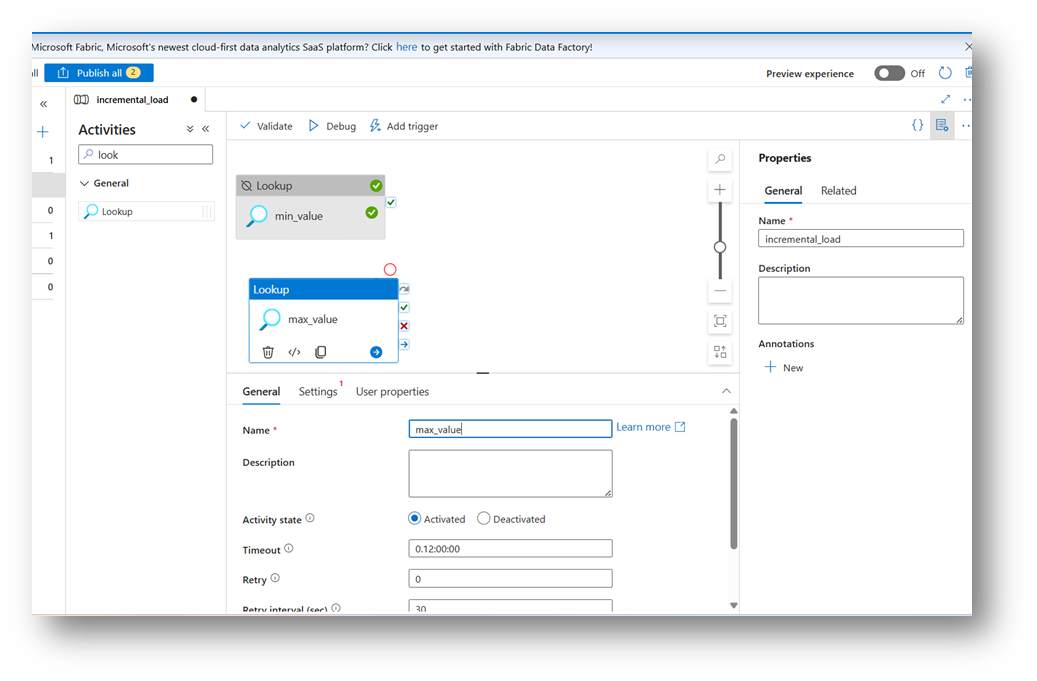 Microsoft Fabric, Microsoft's newest cloud-first data analytics SaaS platform? Click here to get started with Fabric Data Factory!
ll Publish all 2
Preview experience Off
incremental_load
Activities
look
General
Lookup
1
0
1
0
0
Validate Debug Add trigger
Lookup
min_value
Lookup
max_value
General Settings 1 User properties
Name *
max_value
Learn more
Description
Activity state
Activated Deactivated
Timeout
0.12:00:00
Retry
0
Retry interval (sec)
30
Properties
General Related
Name *
incremental_load
Description
Annotations
New